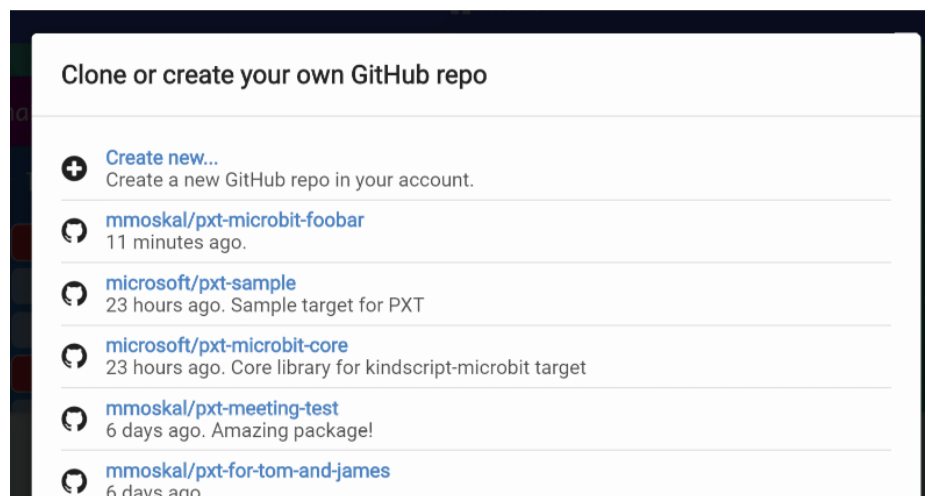 Clone or create your own GitHub repo
Create new...
Create a new GitHub repo in your account.
mmoskal/pxt-microbit-foobar
11 minutes ago.
microsoft/pxt-sample
23 hours ago. Sample target for PXT
microsoft/pxt-microbit-core
23 hours ago. Core library for kindscript-microbit target
mmoskal/pxt-meeting-test
6 days ago. Amazing package!
mmoskal/pxt-for-tom-and-james
6 days ago